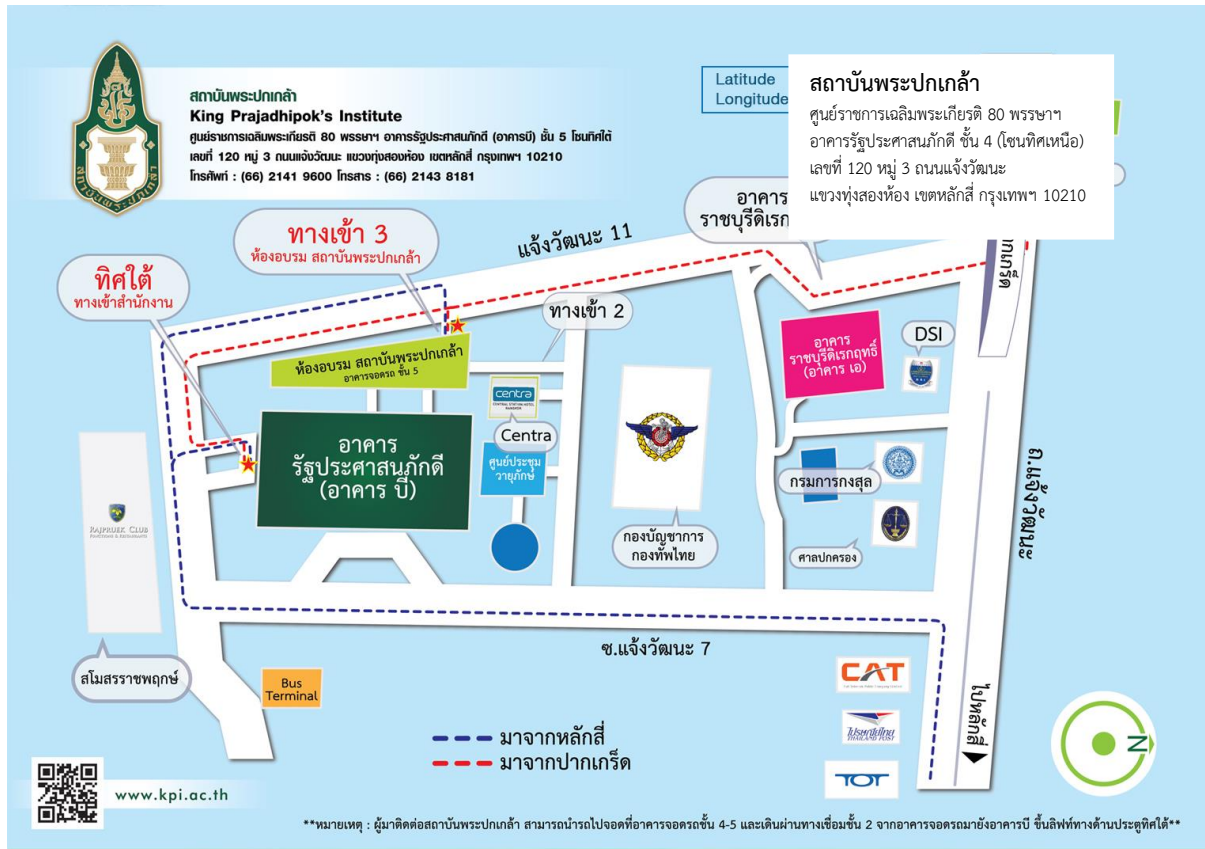 สถาบันพระปกเกล้า
King Prajadhipok's Institute
ศูนย์ราชการเฉลิมพระเกียรติ 80 พรรษาฯ อาคารรัฐประศาสนภักดี (อาคารบี) ชั้น 5 โซนทิศใต้
เลขที่ 120 หมู่ 3 ถนนแจ้งวัฒนะ แขวงทุ่งสองห้อง เขตหลักสี่ กรุงเทพฯ 10210
โทรศัพท์ : (66) 2141 9600 โทรสาร : (66) 2143 8181
สถาบันพระปกเกล้า
Latitude
Longitude
สถาบันพระปกเกล้า
ศูนย์ราชการเฉลิมพระเกียรติ 80 พรรษาฯ
อาคารรัฐประศาสนภักดี ชั้น 4 (โซนทิศเหนือ)
เลขที่ 120 หมู่ 3 ถนนแจ้งวัฒนะ
แขวงทุ่งสองห้อง เขตหลักสี่ กรุงเทพฯ 10210
อาคาร
ราชบุรีดิเรก
แจ้งวัฒนะ 11
ทางเข้า 3
ห้องอบรม สถาบันพระปกเกล้า
ทิศใต้
ทางเข้าสำนักงาน
ทางเข้า 2
ห้องอบรม สถาบันพระปกเกล้า
อาคารจอดรถ ชั้น 5
อาคาร
ราชบุรีดิเรกฤทธิ์
(อาคาร เอ)
DSI
centra
Centra
อาคาร
รัฐประศาสนภักดี
(อาคาร บี)
ศูนย์ประชุม
วายุภักษ์
กรมการกงสุล
ถ.แจ้งวัฒนะ
RAJPRUEK CLUB
กองบัญชาการ
กองทัพไทย
ศาลปกครอง
ซ.แจ้งวัฒนะ 7
สโมสรราชพฤกษ์
Bus
Terminal
CAT
ไปรษณีย์ไทย
THAILAND POST
TOT
ไปหลักสี่
N
มาจากหลักสี่
มาจากปากเกร็ด
www.kpi.ac.th
**หมายเหตุ : ผู้มาติดต่อสถาบันพระปกเกล้า สามารถนำรถไปจอดที่อาคารจอดรถชั้น 4-5 และเดินผ่านทางเชื่อมชั้น 2 จากอาคารจอดรถมายังอาคารบี ขึ้นลิฟท์ทางด้านประตูทิศใต้**